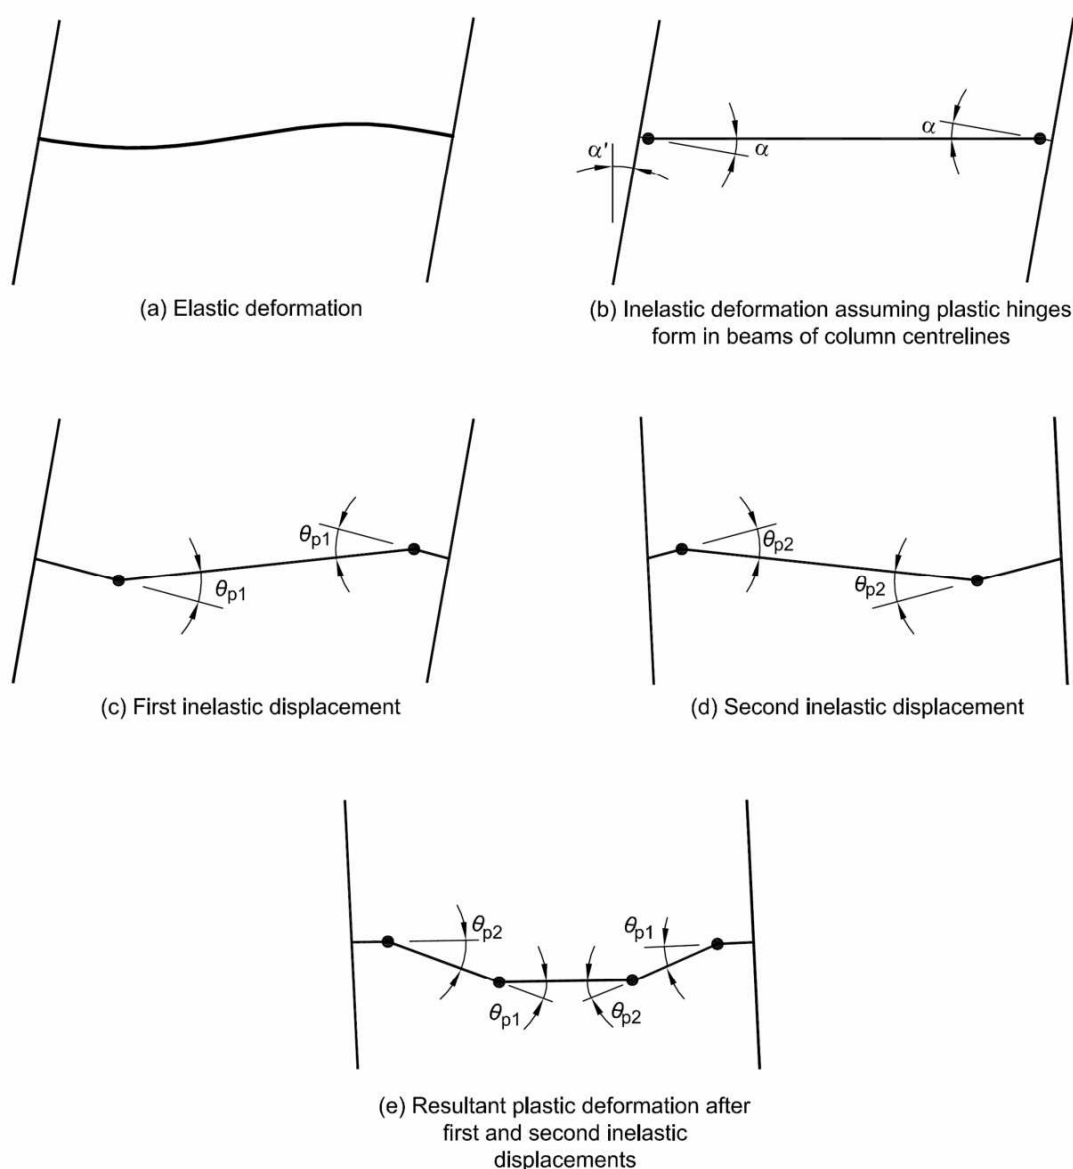 α'
α
α
(a) Elastic deformation
(b) Inelastic deformation assuming plastic hinges
form in beams of column centrelines
θp1
θp1
θp2
θp2
(c) First inelastic displacement
(d) Second inelastic displacement
θp2
θp1
θp1
θp2
(e) Resultant plastic deformation after
first and second inelastic
displacements